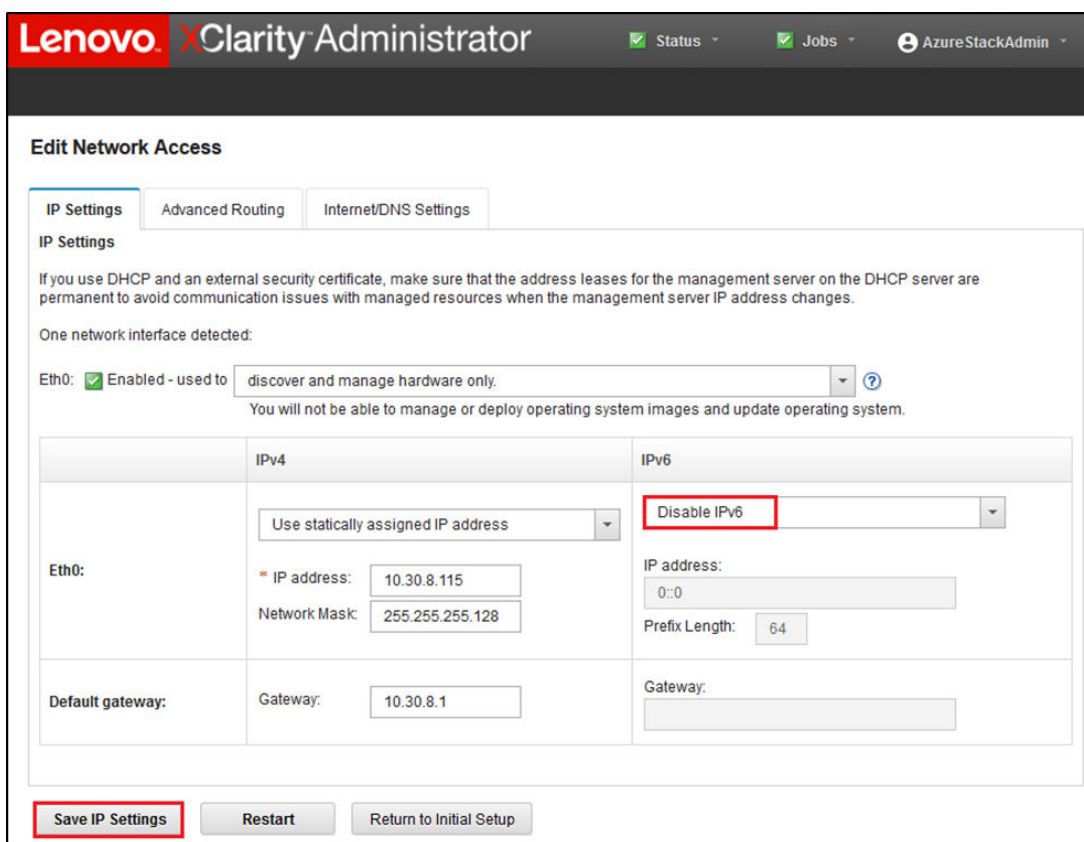 Lenovo. XClarity Administrator
Status
Jobs
AzureStackAdmin
Edit Network Access
IP Settings
Advanced Routing
Internet/DNS Settings
IP Settings
If you use DHCP and an external security certificate, make sure that the address leases for the management server on the DHCP server are
permanent to avoid communication issues with managed resources when the management server IP address changes.
One network interface detected:
Eth0: Enabled - used to discover and manage hardware only. ?
You will not be able to manage or deploy operating system images and update operating system.
IPv4
IPv6
Eth0:
Use statically assigned IP address
* IP address: 10.30.8.115
Network Mask: 255.255.255.128
Disable IPv6
IP address:
0::0
Prefix Length: 64
Default gateway:
Gateway: 10.30.8.1
Gateway:
Save IP Settings
Restart
Return to Initial Setup